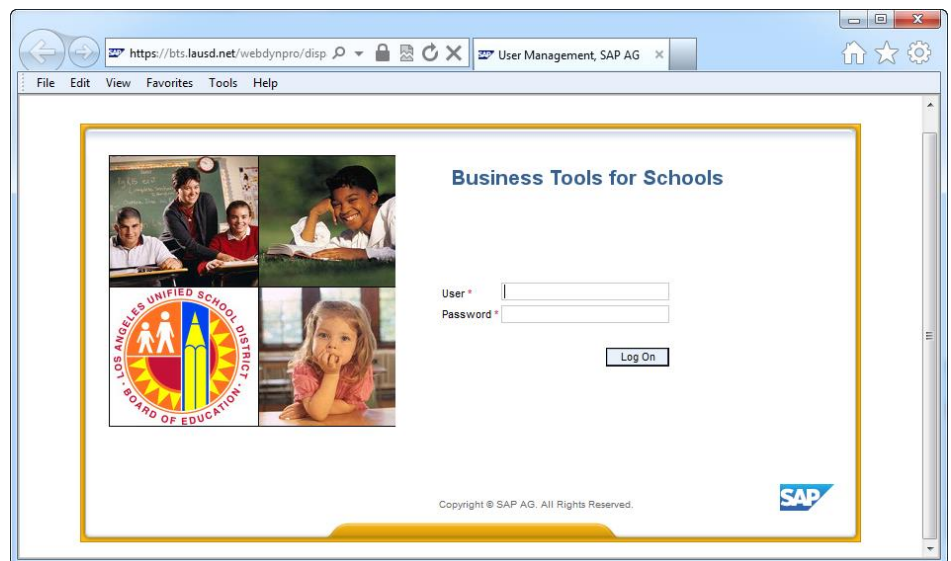 https://bts.lausd.net/webdynpro/disp
User Management, SAP AG
File Edit View Favorites Tools Help
Business Tools for Schools
User *
Password *
Log On
LOS ANGELES UNIFIED SCHOOL DISTRICT
BOARD OF EDUCATION
Copyright © SAP AG. All Rights Reserved.
SAP